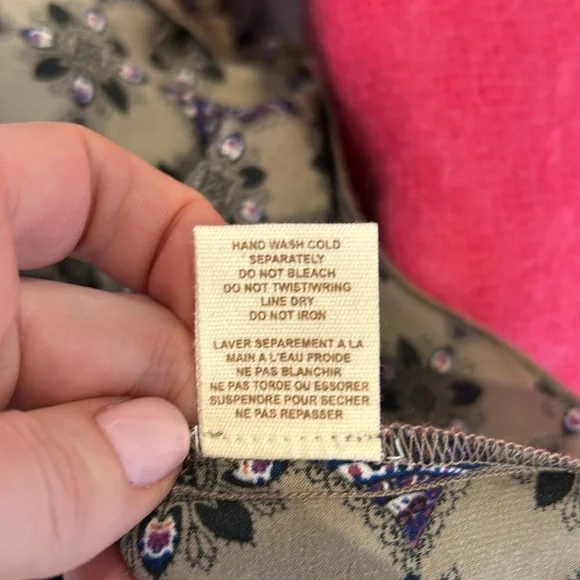 HAND WASH COLD
SEPARATELY
DO NOT BLEACH
DO NOT TWIST/WRING
LINE DRY
DO NOT IRON
LAVER SEPAREMENT A LA
MAIN A L'EAU FROIDE
NE PAS BLANCHIR
NE PAS TORDE OU ESSORER
SUSPENDRE POUR SECHER
NE PAS REPASSER